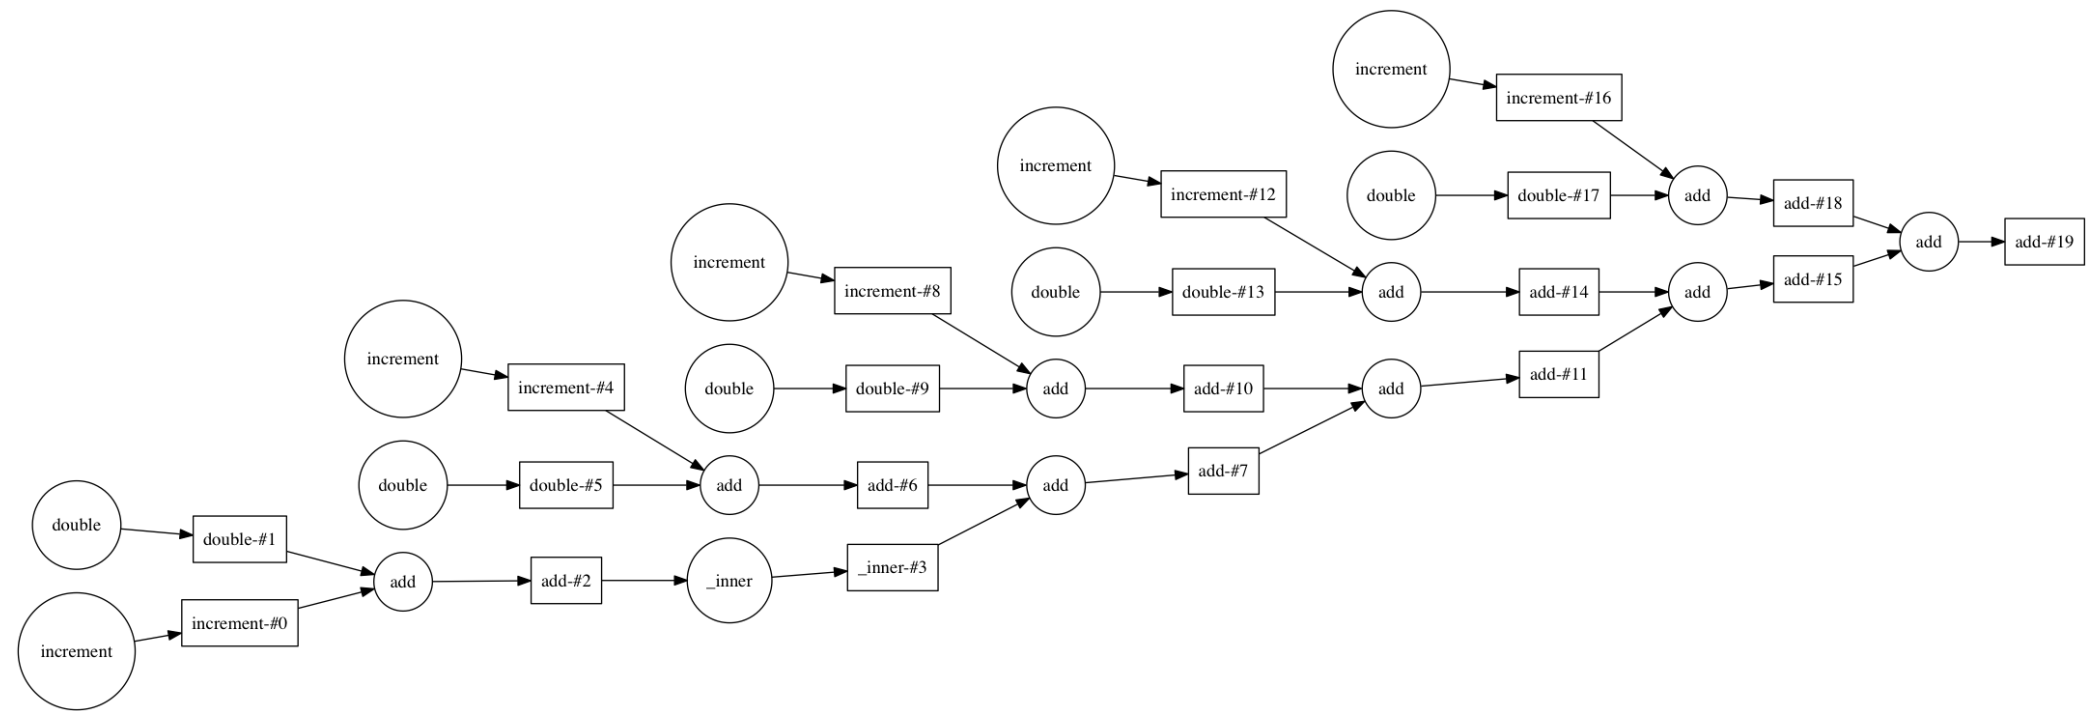 increment
increment-#16
increment
increment-#12
double
double-#17
add
add-#18
increment
increment-#8
add
add-#19
double
double-#13
add
add-#14
add
add-#15
increment
increment-#4
double
double-#9
add
add-#10
add
add-#11
double
double-#5
add
add-#6
add
add-#7
double
double-#1
add
add-#2
_inner
_inner-#3
increment
increment-#0